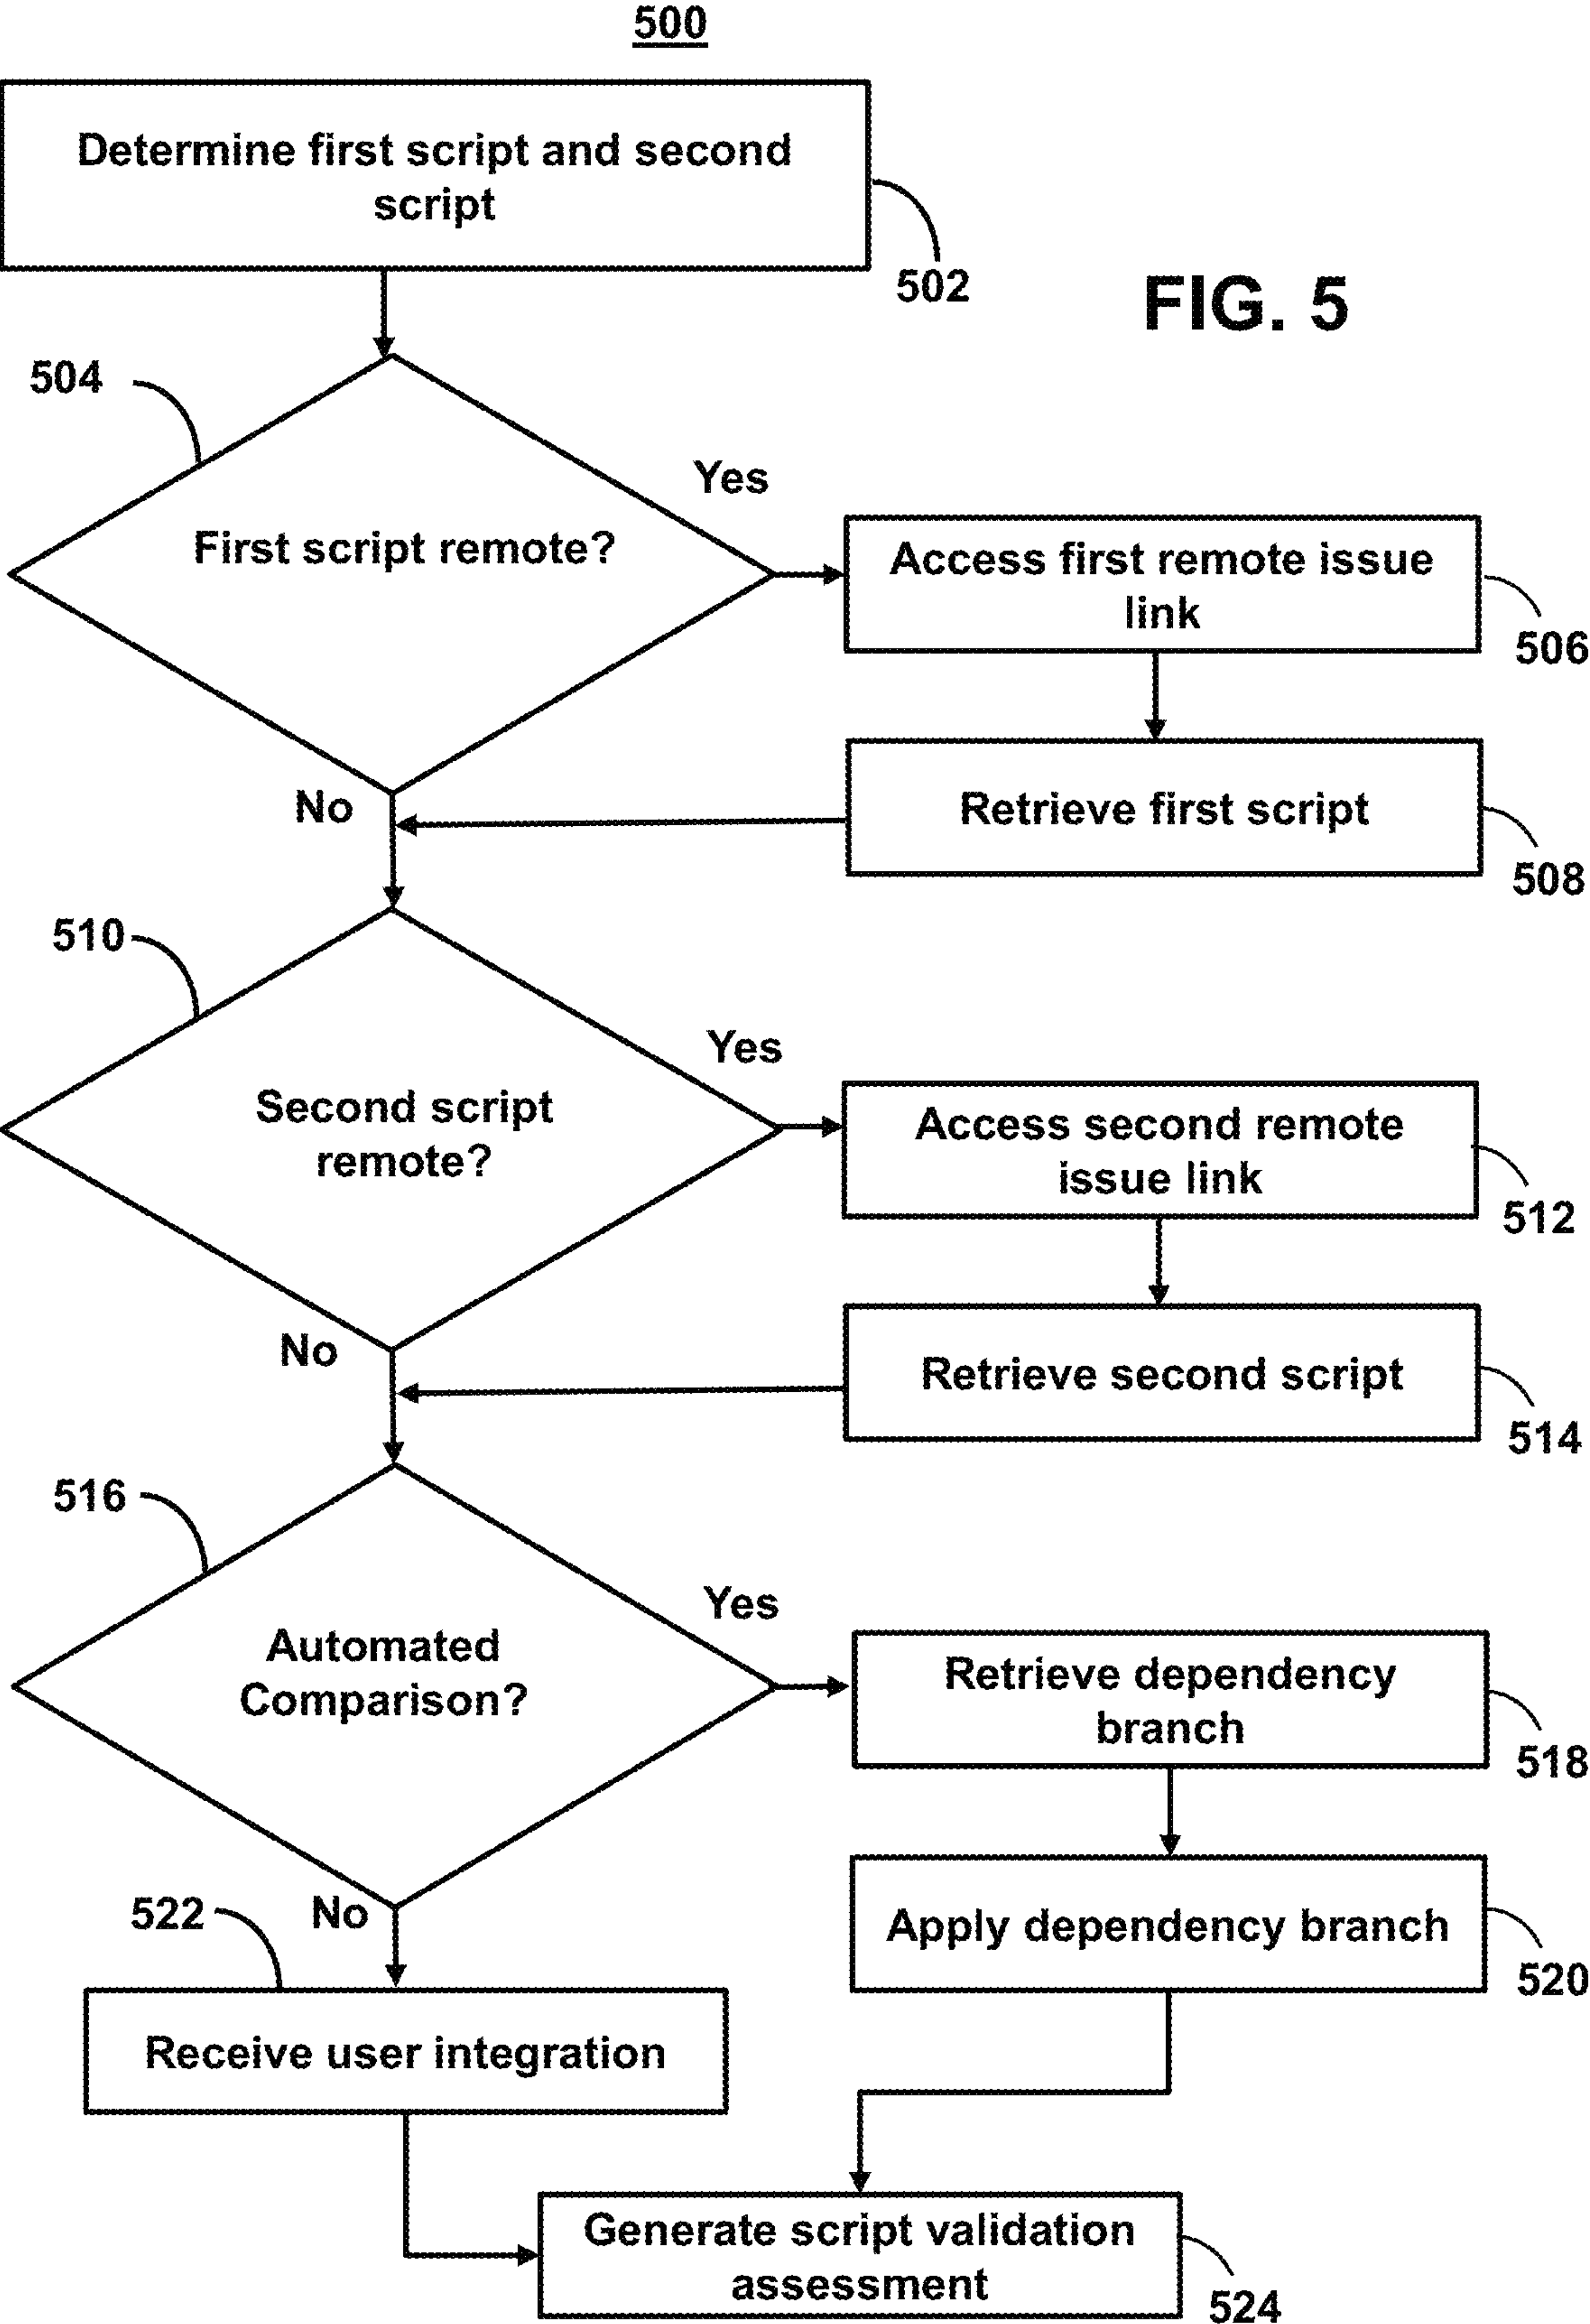 500
Determine first script and second
script
502
FIG. 5
504
Yes
First script remote?
Access first remote issue
link
506
No
Retrieve first script
508
510
Yes
Second script
remote?
Access second remote
issue link
512
No
Retrieve second script
514
516
Yes
Automated
Comparison?
Retrieve dependency
branch
518
522
No
Apply dependency branch
520
Receive user integration
Generate script validation
assessment
524